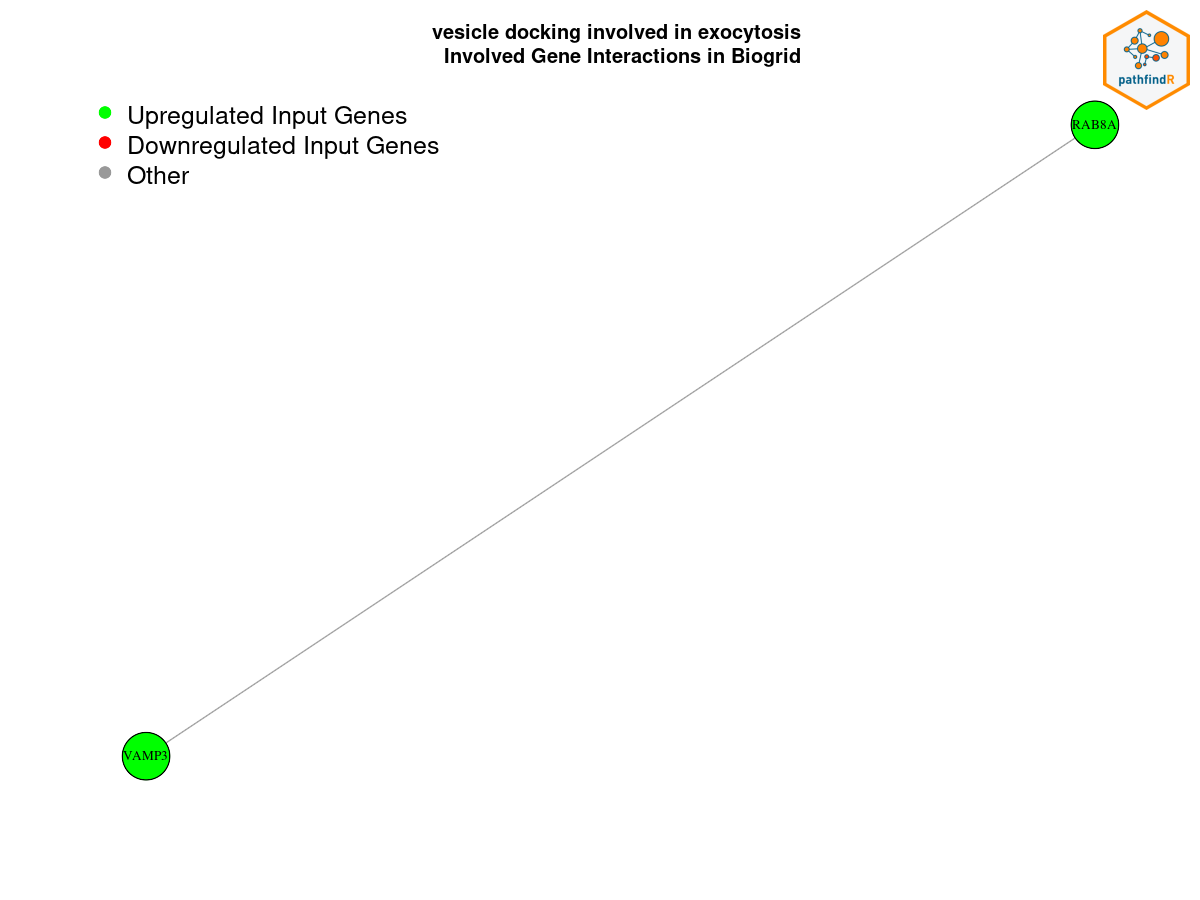 vesicle docking involved in exocytosis
Involved Gene Interactions in Biogrid
pathfindR
Upregulated Input Genes
Downregulated Input Genes
Other
RAB8A
VAMP3